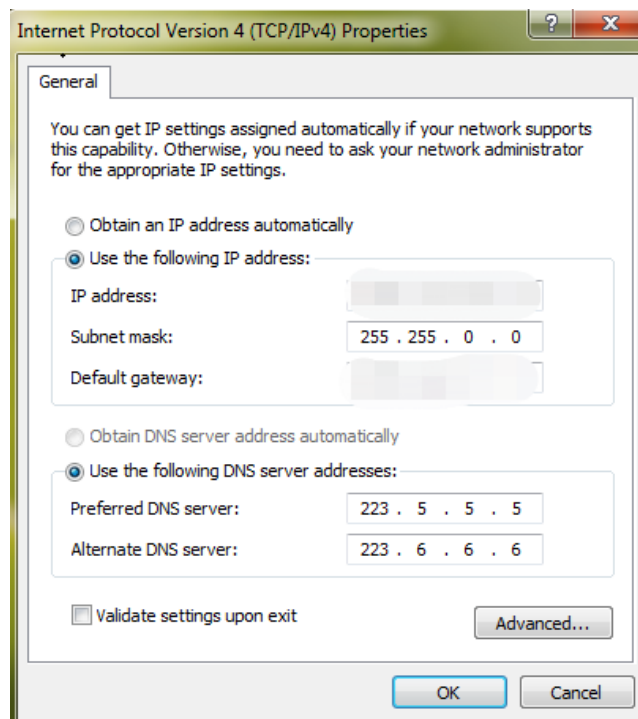 Internet Protocol Version 4 (TCP/IPv4) Properties
General
You can get IP settings assigned automatically if your network supports
this capability. Otherwise, you need to ask your network administrator
for the appropriate IP settings.
Obtain an IP address automatically
Use the following IP address:
IP address:
Subnet mask: 255 . 255 . 0 . 0
Default gateway:
Obtain DNS server address automatically
Use the following DNS server addresses:
Preferred DNS server: 223 . 5 . 5 . 5
Alternate DNS server: 223 . 6 . 6 . 6
Validate settings upon exit
Advanced...
OK Cancel